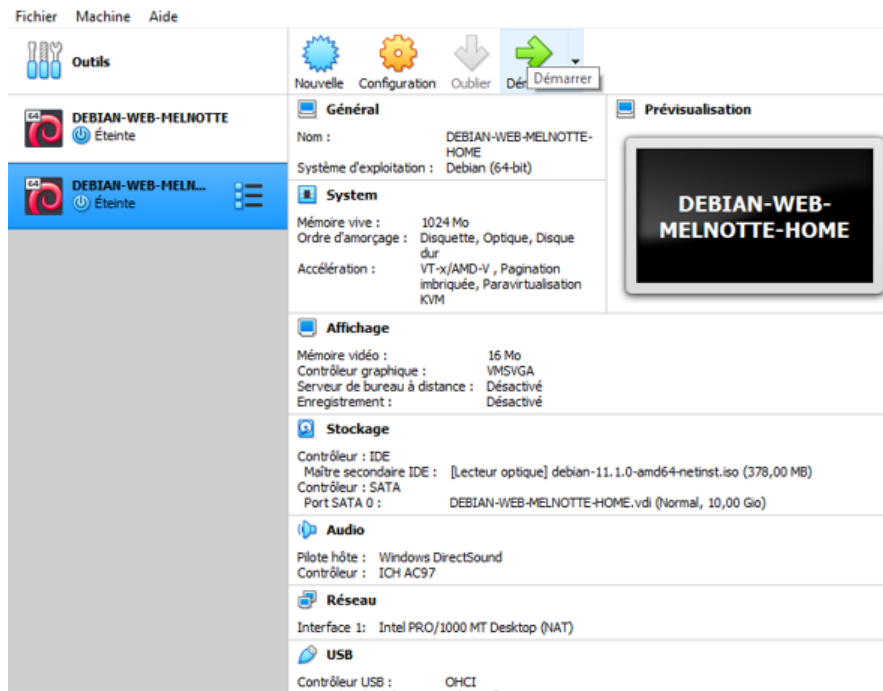 Fichier Machine Aide
Outils
Nouvelle Configuration Oublier Dém
Démarrer
64
DEBIAN-WEB-MELNOTTE
Éteinte
64
DEBIAN-WEB-MELN...
Éteinte
Général
Nom : DEBIAN-WEB-MELNOTTE-
HOME
Système d'exploitation : Debian (64-bit)
System
Mémoire vive : 1024 Mo
Ordre d'amorçage : Disquette, Optique, Disque
dur
Accélération : VT-x/AMD-V , Pagination
imbriquée, Paravirtualisation
KVM
Prévisualisation
DEBIAN-WEB-
MELNOTTE-HOME
Affichage
Mémoire vidéo : 16 Mo
Contrôleur graphique : VMSVGA
Serveur de bureau à distance : Désactivé
Enregistrement : Désactivé
Stockage
Contrôleur : IDE
Maître secondaire IDE : [Lecteur optique] debian-11.1.0-amd64-netinst.iso (378,00 MB)
Contrôleur : SATA
Port SATA 0 : DEBIAN-WEB-MELNOTTE-HOME.vdi (Normal, 10,00 Gio)
Audio
Pilote hôte : Windows DirectSound
Contrôleur : ICH AC97
Réseau
Interface 1: Intel PRO/1000 MT Desktop (NAT)
USB
Contrôleur USB : OHCI